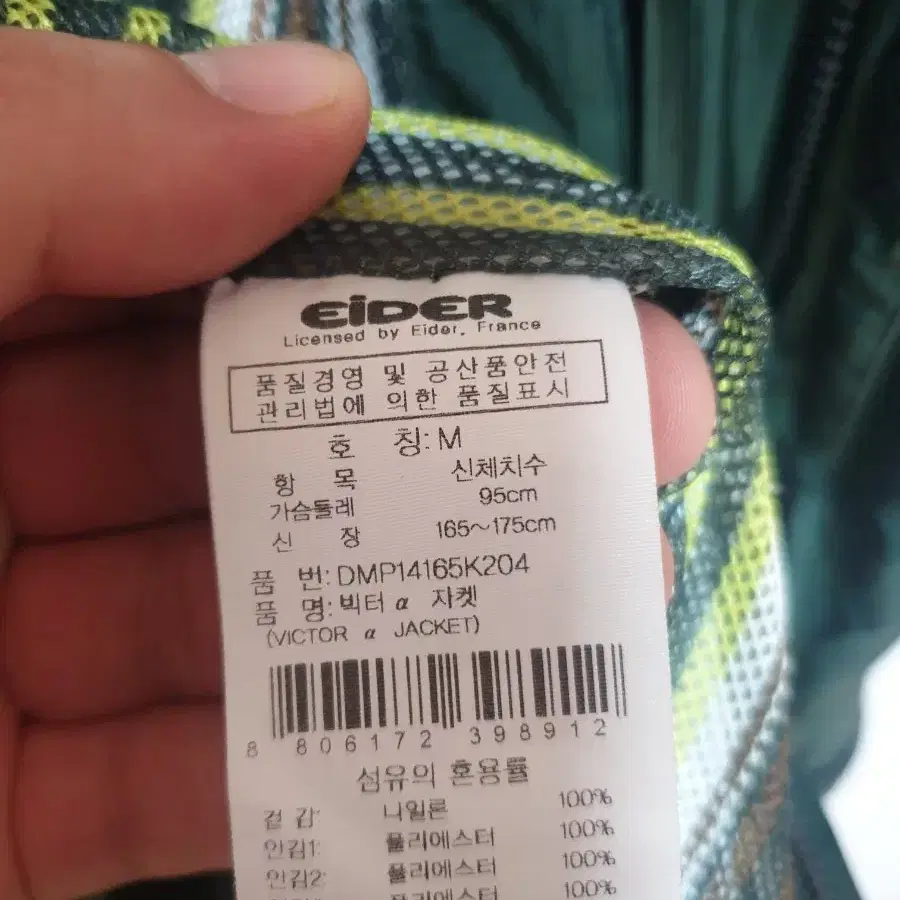 EiDER
Licensed by Eider, France
품질경영 및 공산품안전
관리법에 의한 품질표시
호 칭: M
항 목 신체치수
가슴둘레 95cm
신 장 165~175cm
품 번: DMP14165K204
품 명: 빅터 α 자켓
(VICTOR α JACKET)
8 806172 398912
섬유의 혼용률
겉 감: 나일론 100%
안감1: 폴리에스터 100%
안감2: 폴리에스터 100%
100%